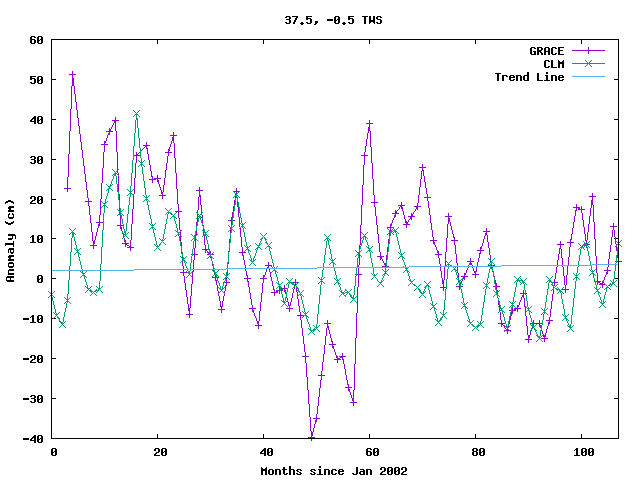 37.5, -0.5 TWS
GRACE
CLM
Trend Line
60
50
40
30
20
10
0
-10
-20
-30
-40
Anomaly (cm)
0 20 40 60 80 100
Months since Jan 2002